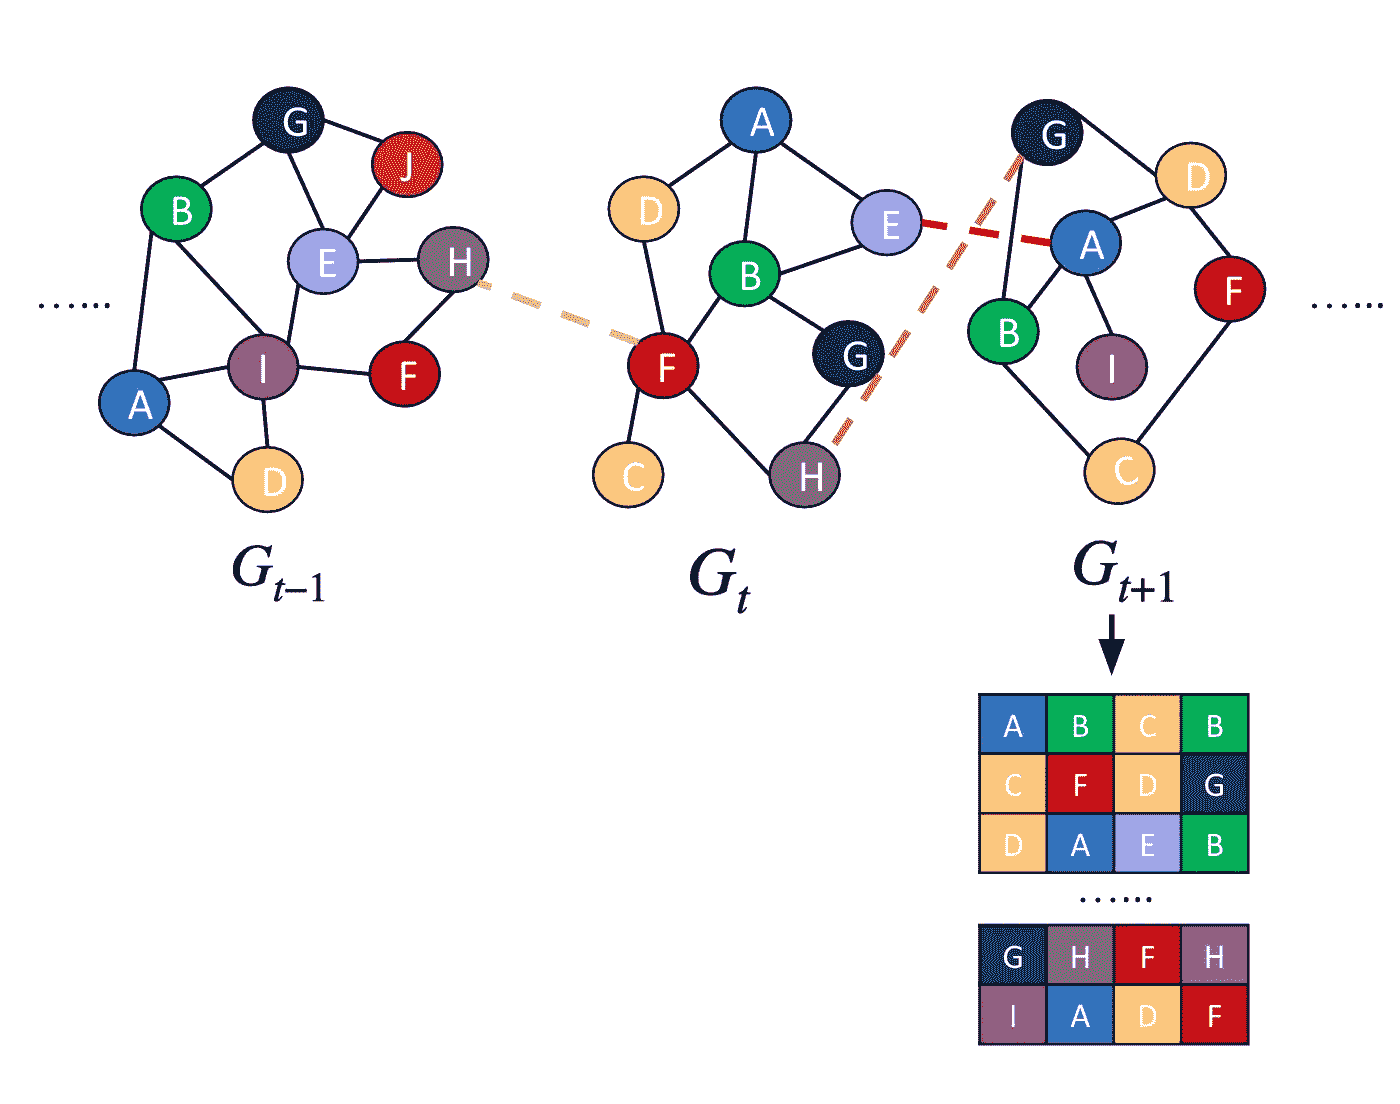 G
J
B
E
H
I
F
A
D
A
D
E
B
F
G
C
H
G
D
A
F
B
I
C
......
......
G_{t-1}
G_t
G_{t+1}
A B C B
C F D G
D A E B
......
G H F H
I A D F